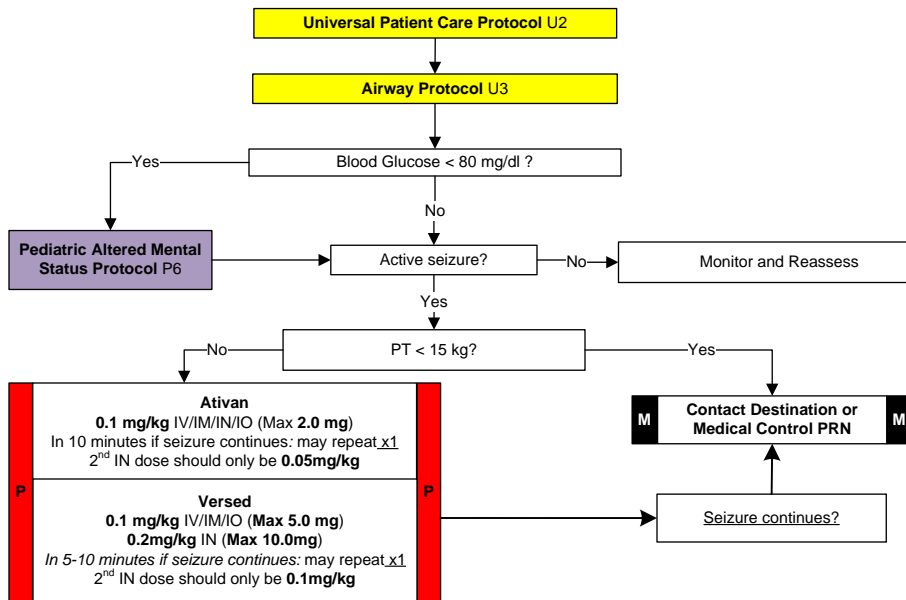 Universal Patient Care Protocol U2
Airway Protocol U3
Blood Glucose < 80 mg/dl ?
Yes
No
Pediatric Altered Mental
Status Protocol P6
Active seizure?
No
Monitor and Reassess
Yes
PT < 15 kg?
No
Yes
P
Ativan
0.1 mg/kg IV/IM/IN/IO (Max 2.0 mg)
In 10 minutes if seizure continues: may repeat x1
2nd IN dose should only be 0.05mg/kg
Versed
0.1 mg/kg IV/IM/IO (Max 5.0 mg)
0.2mg/kg IN (Max 10.0mg)
In 5-10 minutes if seizure continues: may repeat x1
2nd IN dose should only be 0.1mg/kg
P
M
Contact Destination or
Medical Control PRN
M
Seizure continues?